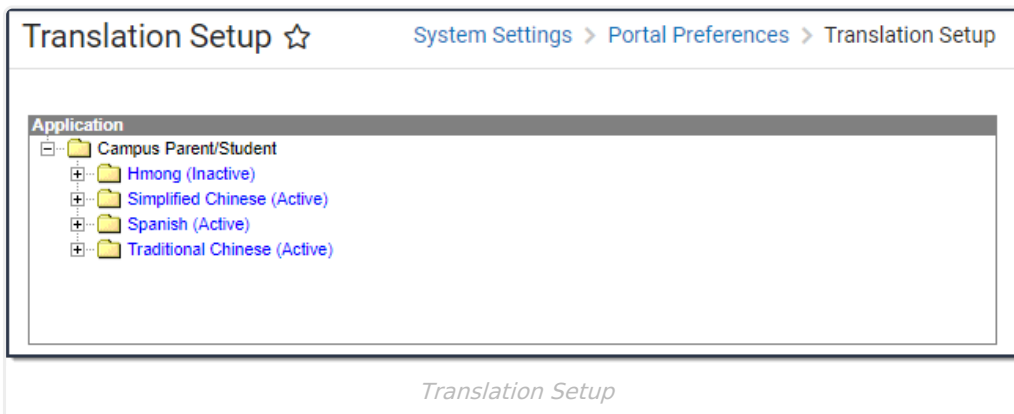 Translation Setup ☆ System Settings > Portal Preferences > Translation Setup
Application
Campus Parent/Student
Hmong (Inactive)
Simplified Chinese (Active)
Spanish (Active)
Traditional Chinese (Active)
Translation Setup